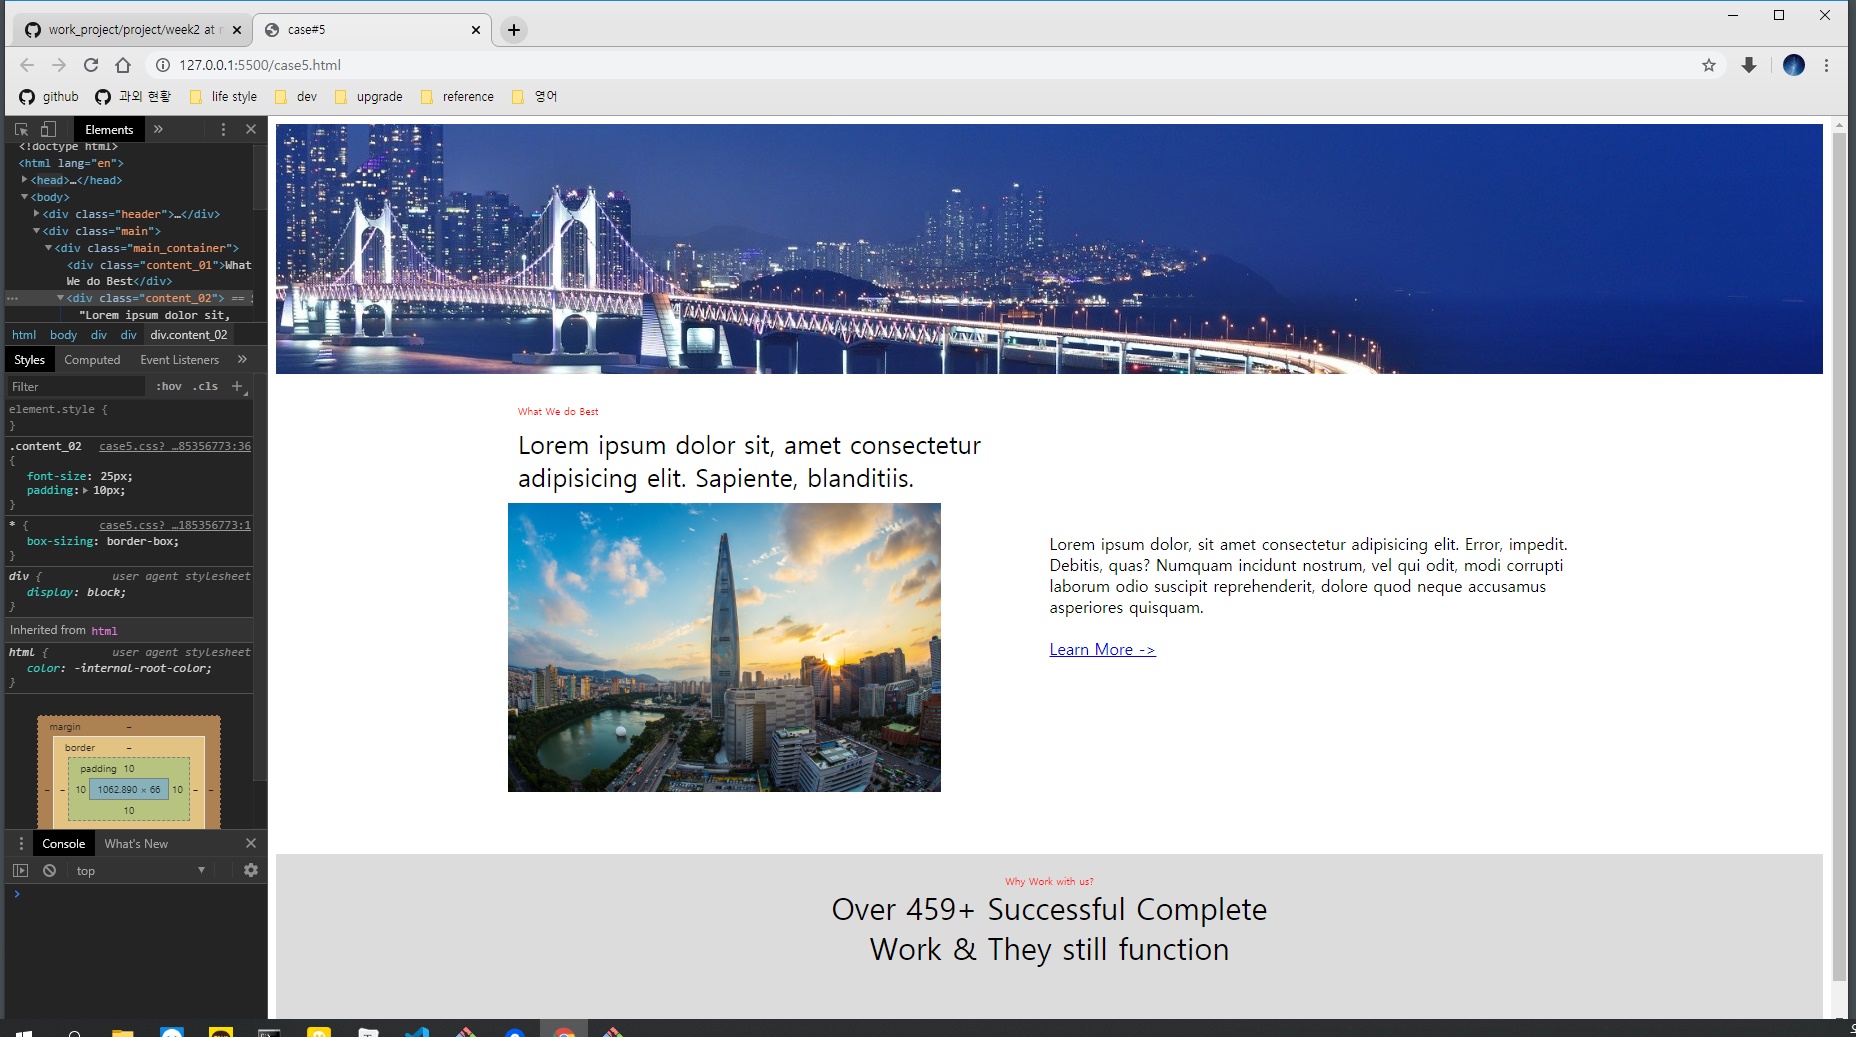 work_project/project/week2 at
case#5
127.0.0.1:5500/case5.html
github
과외 현황
life style
dev
upgrade
reference
영어
Elements
<!doctype html>
<html lang="en">
<head>…</head>
<body>
<div class="header">…</div>
<div class="main">
<div class="main_container">
<div class="content_01">What
We do Best</div>
<div class="content_02"> ==
"Lorem ipsum dolor sit,
html body div div div.content_02
Styles Computed Event Listeners
Filter :hov .cls
element.style {
}
.content_02 case5.css? …85356773:36
{
font-size: 25px;
padding: 10px;
}
* { case5.css? …185356773:1
box-sizing: border-box;
}
div { user agent stylesheet
display: block;
}
Inherited from html
html { user agent stylesheet
color: -internal-root-color;
}
margin –
border –
padding 10
– – 10 1062.890 × 66 10 – –
10
Console What's New
top
What We do Best
Lorem ipsum dolor sit, amet consectetur
adipisicing elit. Sapiente, blanditiis.
Lorem ipsum dolor, sit amet consectetur adipisicing elit. Error, impedit.
Debitis, quas? Numquam incidunt nostrum, vel qui odit, modi corrupti
laborum odio suscipit reprehenderit, dolore quod neque accusamus
asperiores quisquam.
Learn More ->
Why Work with us?
Over 459+ Successful Complete
Work & They still function